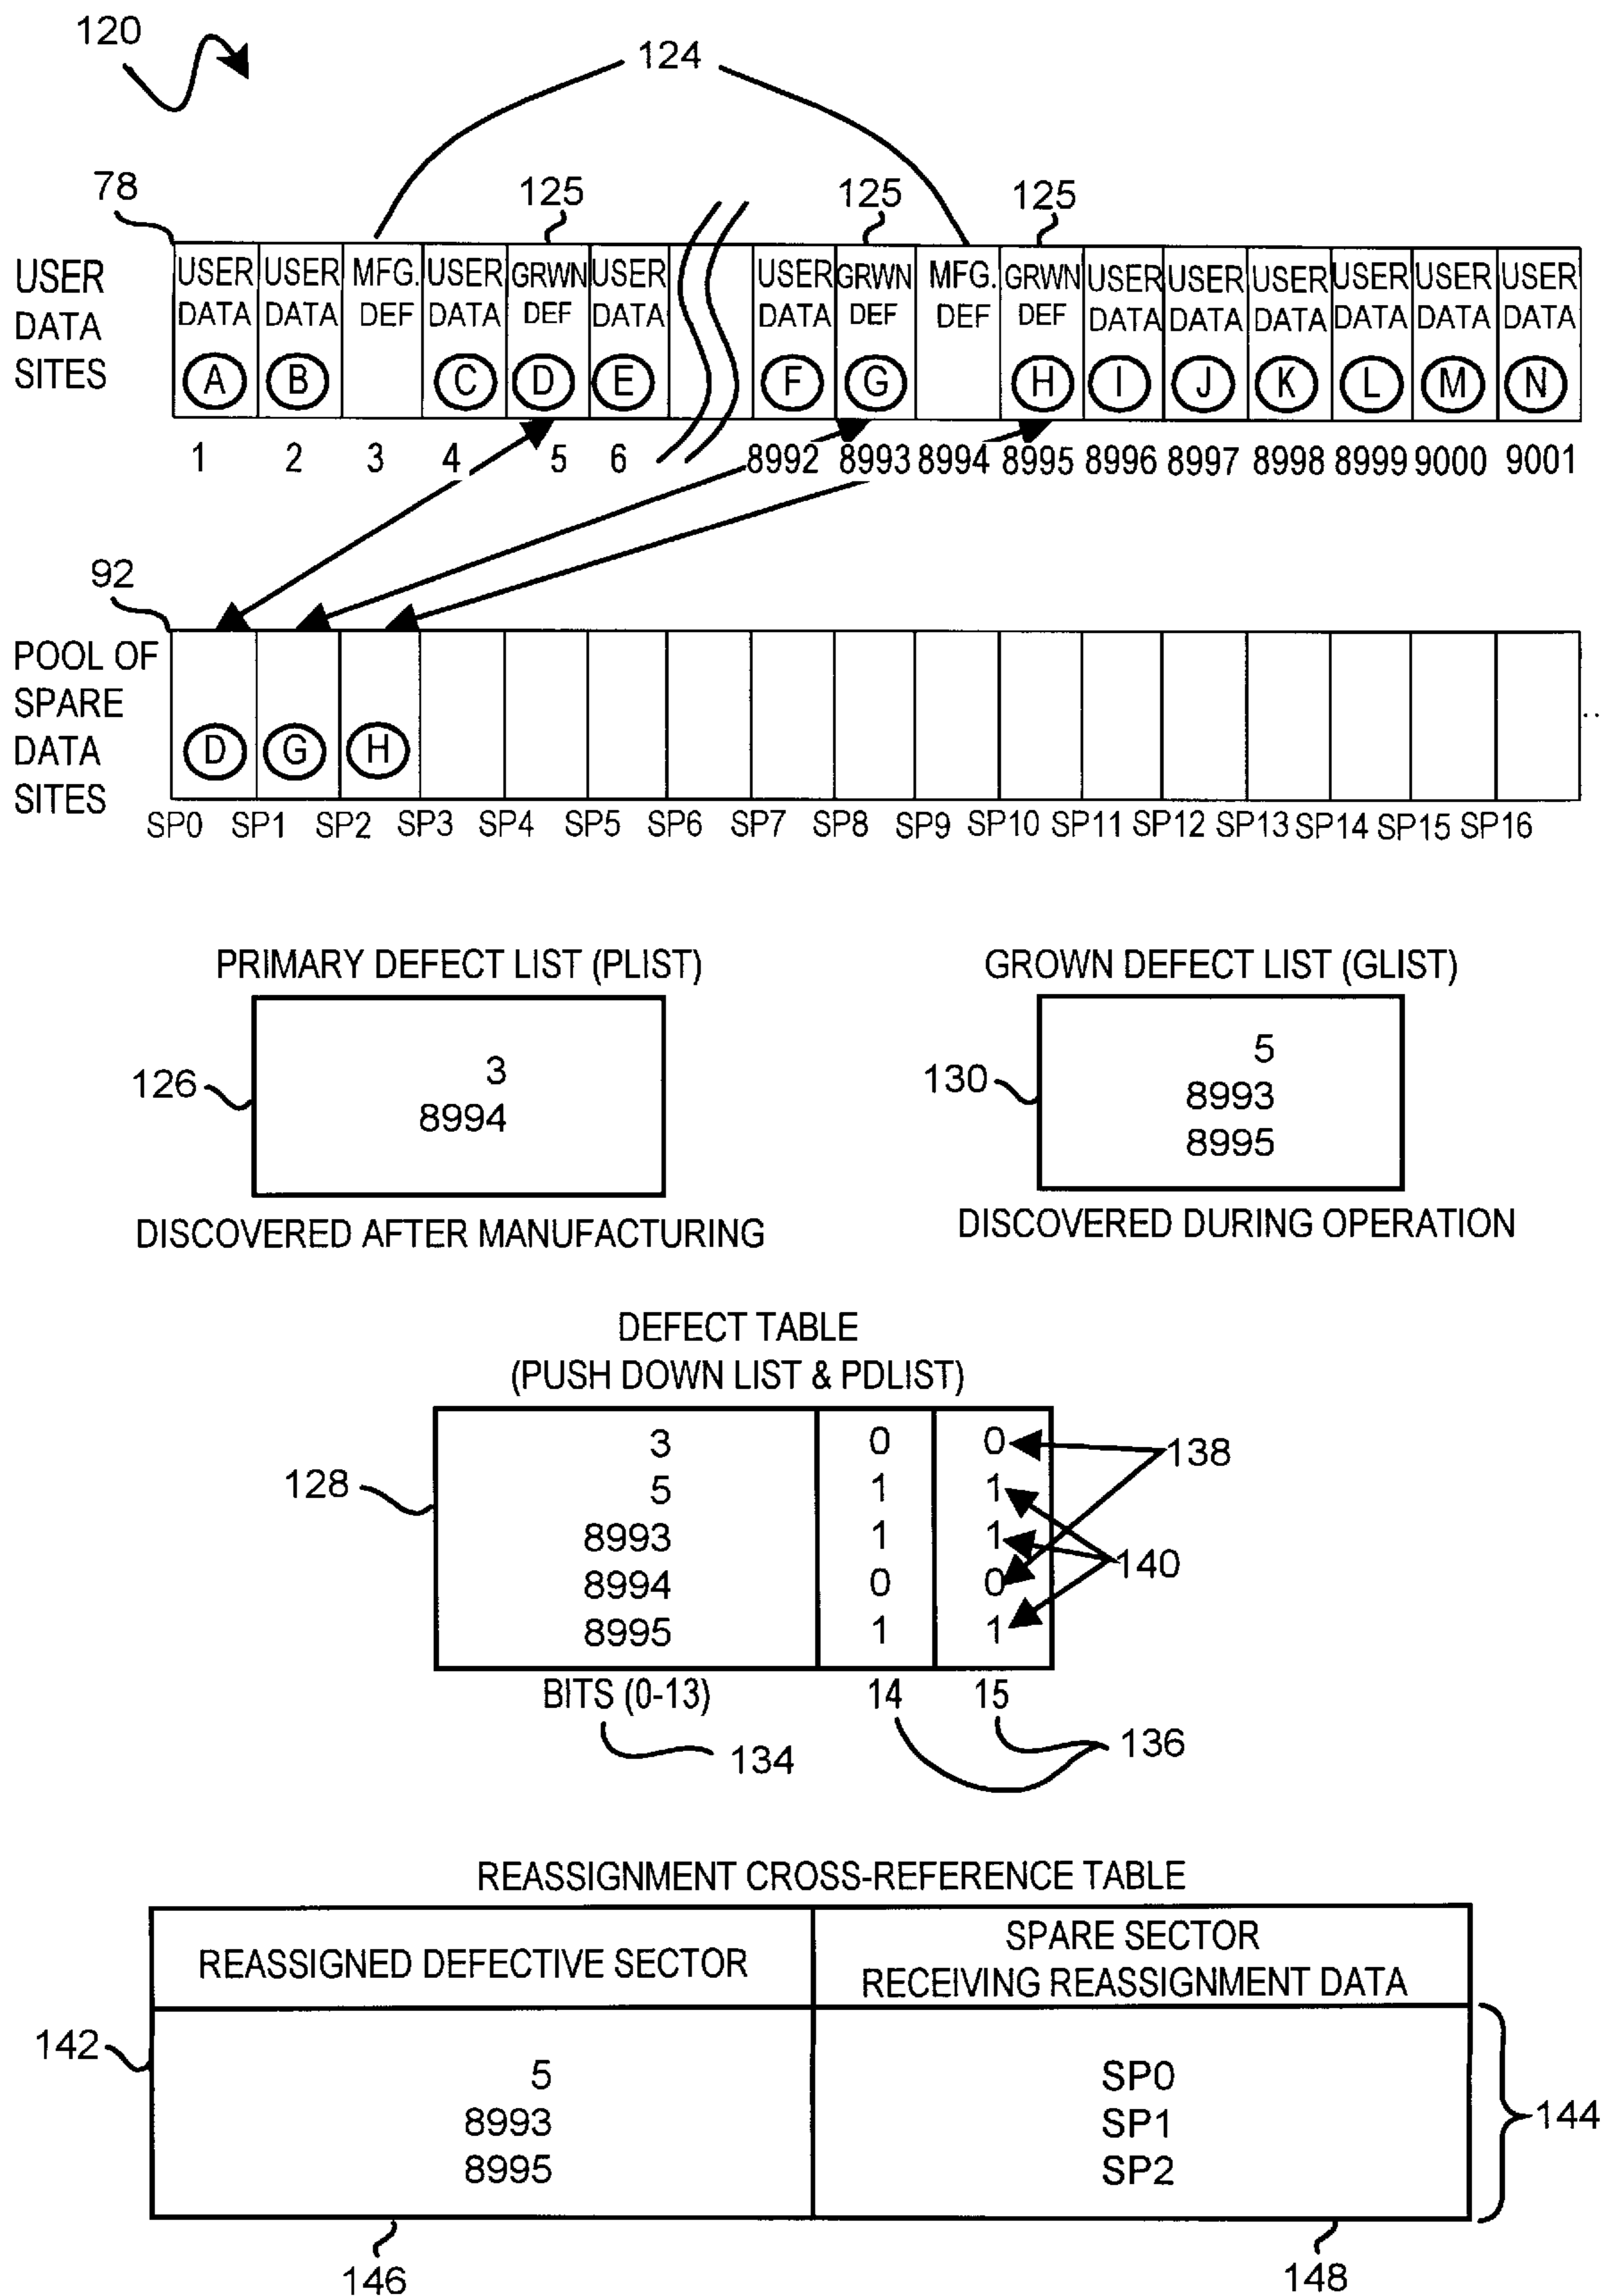 120
124
78
125 125 125
USER DATA SITES
USER DATA A
USER DATA B
MFG. DEF
USER DATA C
GRWN DEF D
USER DATA E
USER DATA F
GRWN DEF G
MFG. DEF
GRWN DEF H
USER DATA I
USER DATA J
USER DATA K
USER DATA L
USER DATA M
USER DATA N
1 2 3 4 5 6 8992 8993 8994 8995 8996 8997 8998 8999 9000 9001
92
POOL OF SPARE DATA SITES
D G H
SP0 SP1 SP2 SP3 SP4 SP5 SP6 SP7 SP8 SP9 SP10 SP11 SP12 SP13 SP14 SP15 SP16
PRIMARY DEFECT LIST (PLIST)
126
3
8994
DISCOVERED AFTER MANUFACTURING
GROWN DEFECT LIST (GLIST)
130
5
8993
8995
DISCOVERED DURING OPERATION
DEFECT TABLE
(PUSH DOWN LIST & PDLIST)
128
3 0 0
5 1 1
8993 1 1
8994 0 0
8995 1 1
138
140
BITS (0-13) 14 15
134
136
REASSIGNMENT CROSS-REFERENCE TABLE
REASSIGNED DEFECTIVE SECTOR
SPARE SECTOR
RECEIVING REASSIGNMENT DATA
142
5 SP0
8993 SP1
8995 SP2
144
146
148